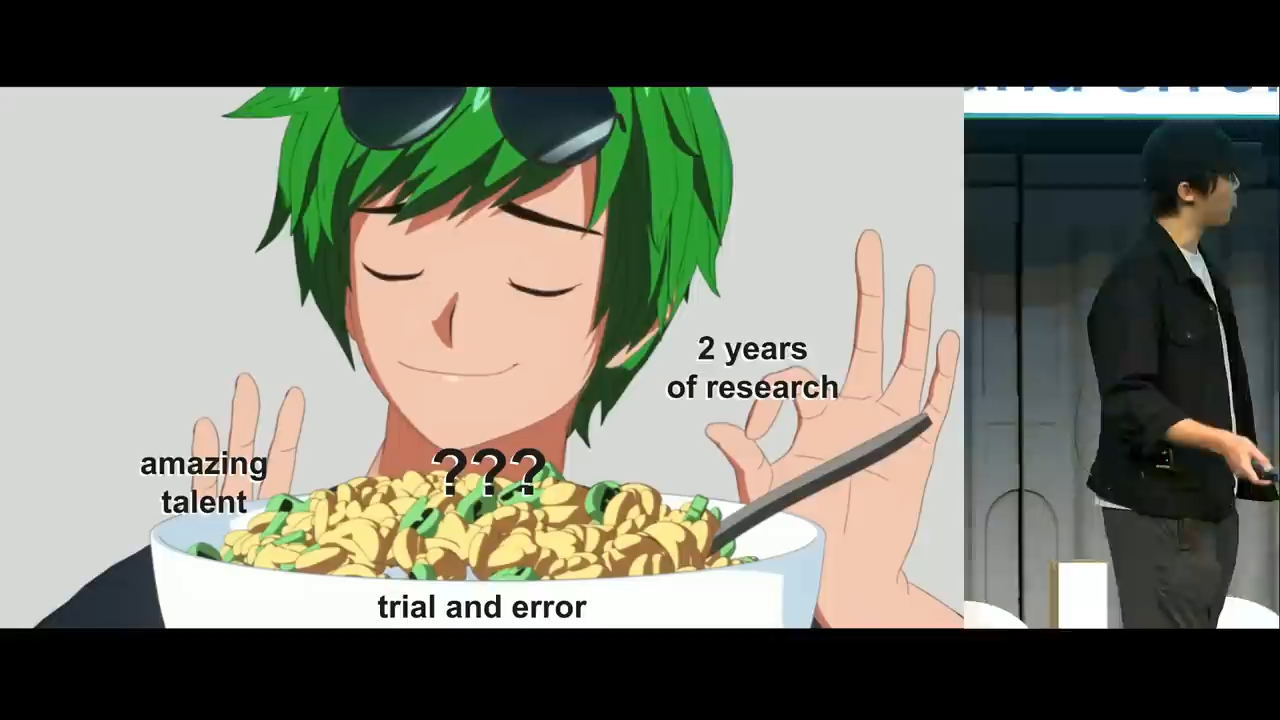 2 years
of research
amazing
talent
???
trial and error